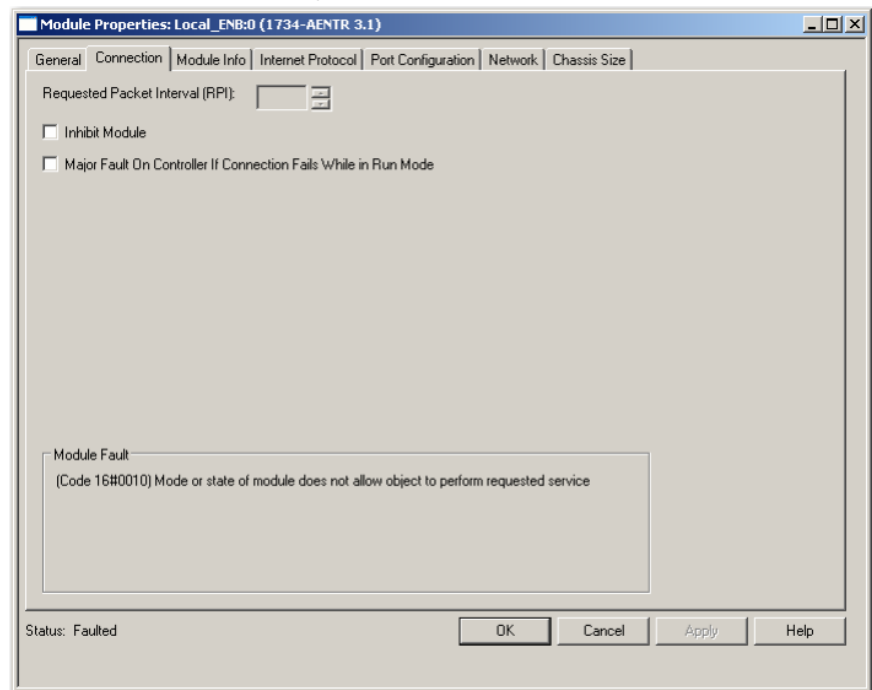 Module Properties: Local_ENB:0 (1734-AENTR 3.1)
General Connection Module Info Internet Protocol Port Configuration Network Chassis Size
Requested Packet Interval (RPI):
Inhibit Module
Major Fault On Controller If Connection Fails While in Run Mode
Module Fault
(Code 16#0010) Mode or state of module does not allow object to perform requested service
Status: Faulted OK Cancel Apply Help